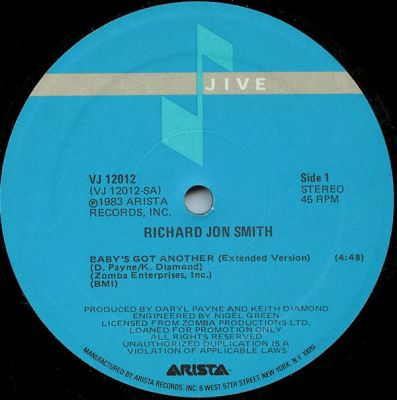 JIVE
VJ 12012
(VJ 12012-SA)
℗1983 ARISTA
RECORDS, INC.
Side 1
STEREO
45 RPM
RICHARD JON SMITH
BABY'S GOT ANOTHER (Extended Version) (4:48)
(D. Payne/K. Diamond)
(Zomba Enterprises, Inc.)
(BMI)
PRODUCED BY DARYL PAYNE AND KEITH DIAMOND
ENGINEERED BY NIGEL GREEN
LICENSED FROM ZOMBA PRODUCTIONS LTD.
LOANED FOR PROMOTION ONLY
ALL RIGHTS RESERVED
UNAUTHORIZED DUPLICATION IS A
VIOLATION OF APPLICABLE LAWS
ARISTA
MANUFACTURED BY ARISTA RECORDS, INC. 6 WEST 57TH STREET, NEW YORK, N.Y. 10019